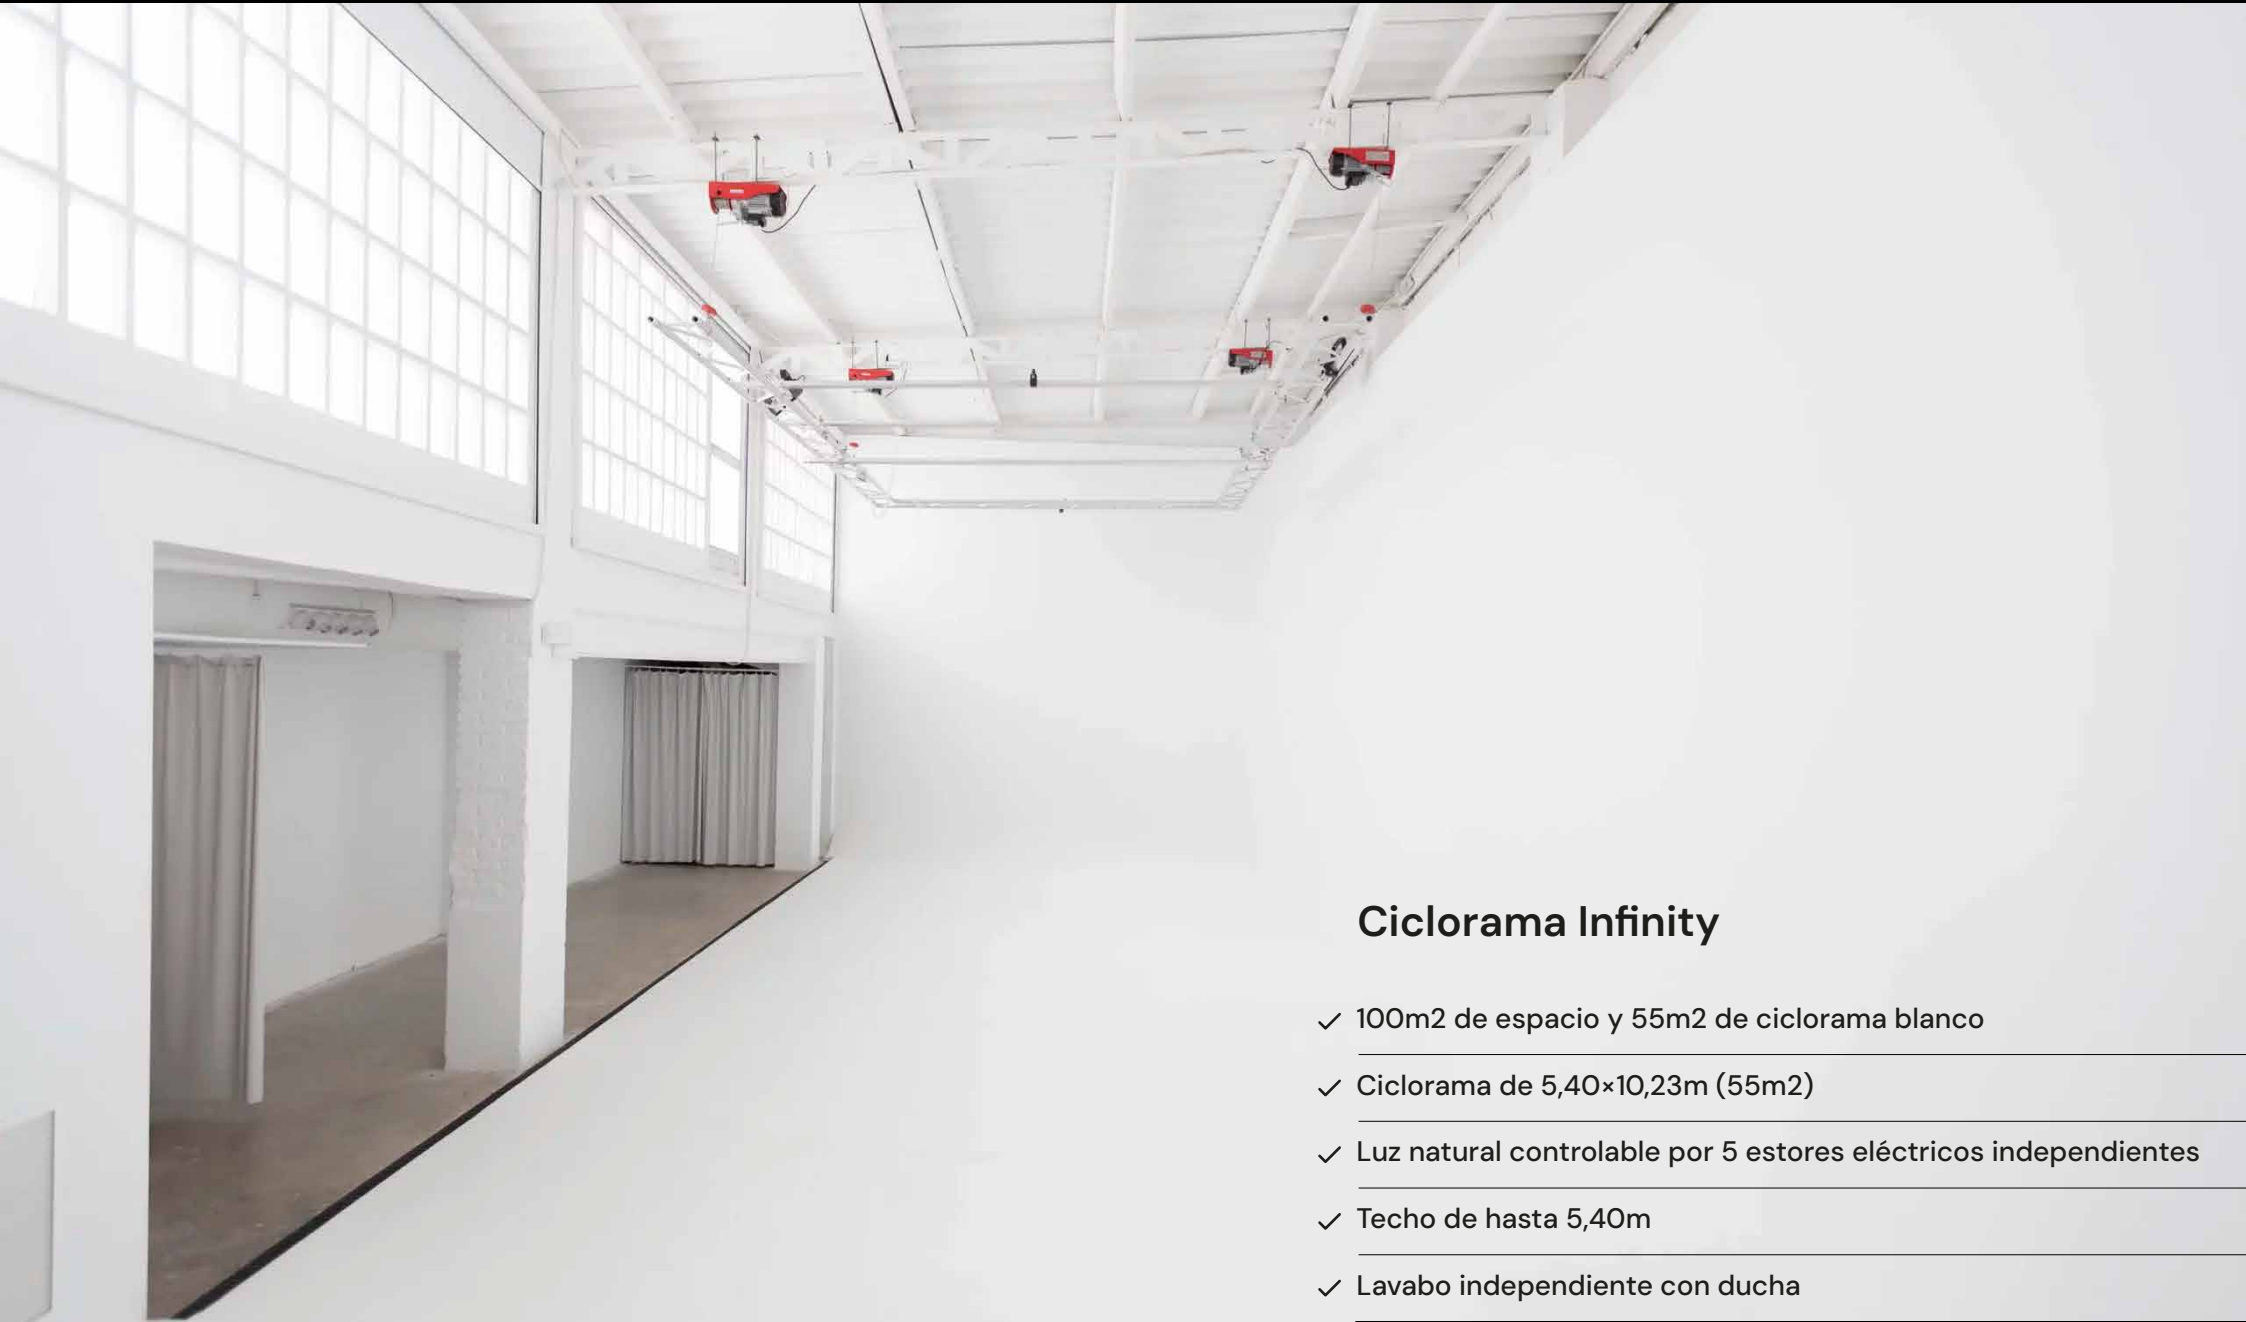 Ciclorama Infinity
100m2 de espacio y 55m2 de ciclorama blanco
Ciclorama de 5,40×10,23m (55m2)
Luz natural controlable por 5 estores eléctricos independientes
Techo de hasta 5,40m
Lavabo independiente con ducha